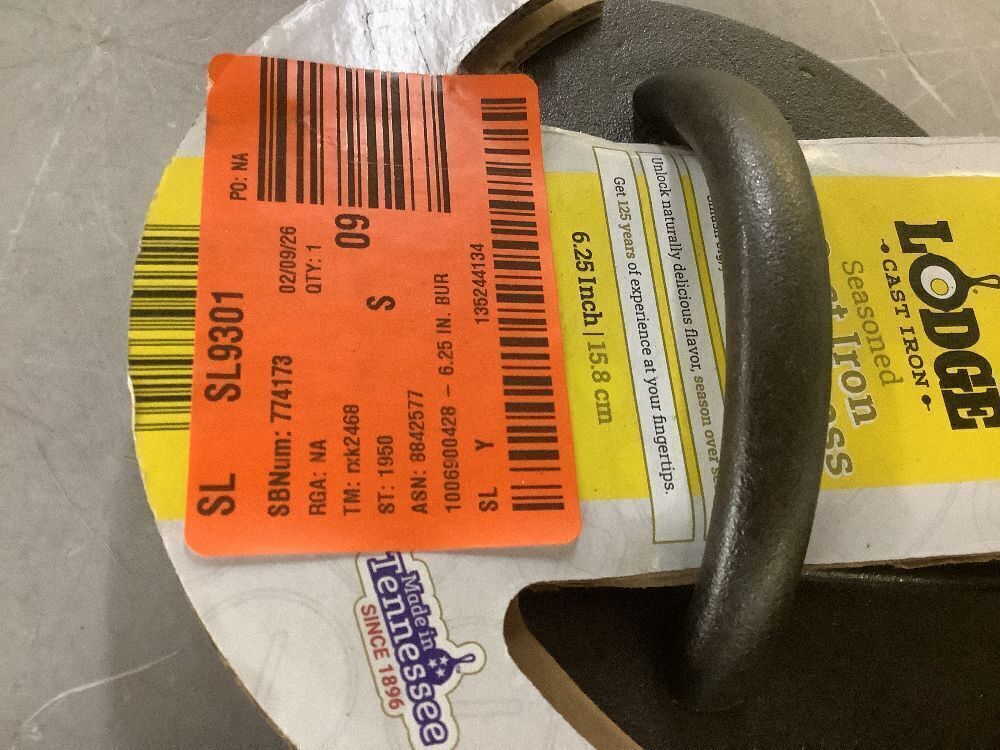 SL SL9301
SBNum: 774173 02/09/26 PO: NA
RGA: NA QTY: 1
TM: rxk2468 09
ST: 1950 S
ASN: 8842577
1006900428 - 6.25 IN. BUR
SL Y 135244134
LODGE
CAST IRON
Seasoned
Iron
6.25 Inch | 15.8 cm
Unlock naturally delicious flavor, season over
Get 125 years of experience at your fingertips.
Made in
Tennessee
SINCE 1896